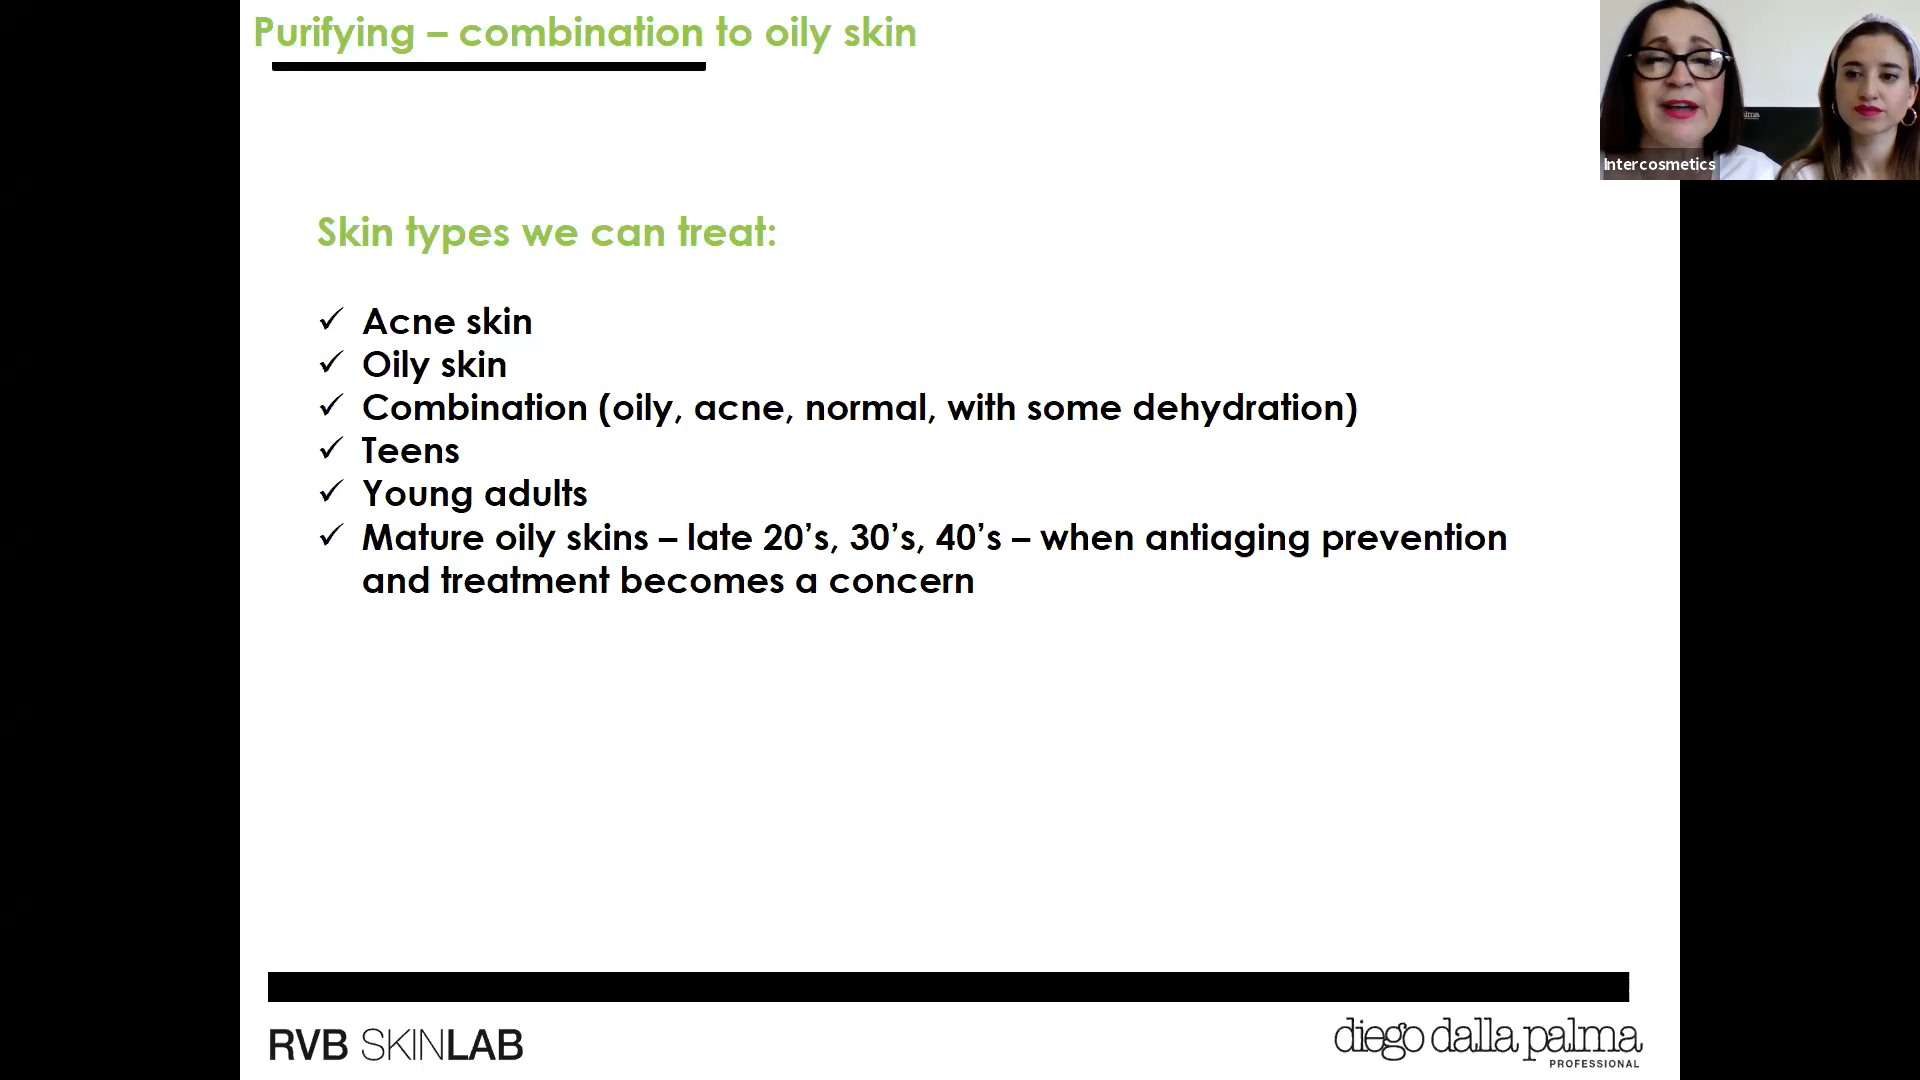 Purifying – combination to oily skin
Intercosmetics
Skin types we can treat:
✓ Acne skin
✓ Oily skin
✓ Combination (oily, acne, normal, with some dehydration)
✓ Teens
✓ Young adults
✓ Mature oily skins – late 20’s, 30’s, 40’s – when antiaging prevention
and treatment becomes a concern
RVB SKINLAB
diego dalla palma
PROFESSIONAL